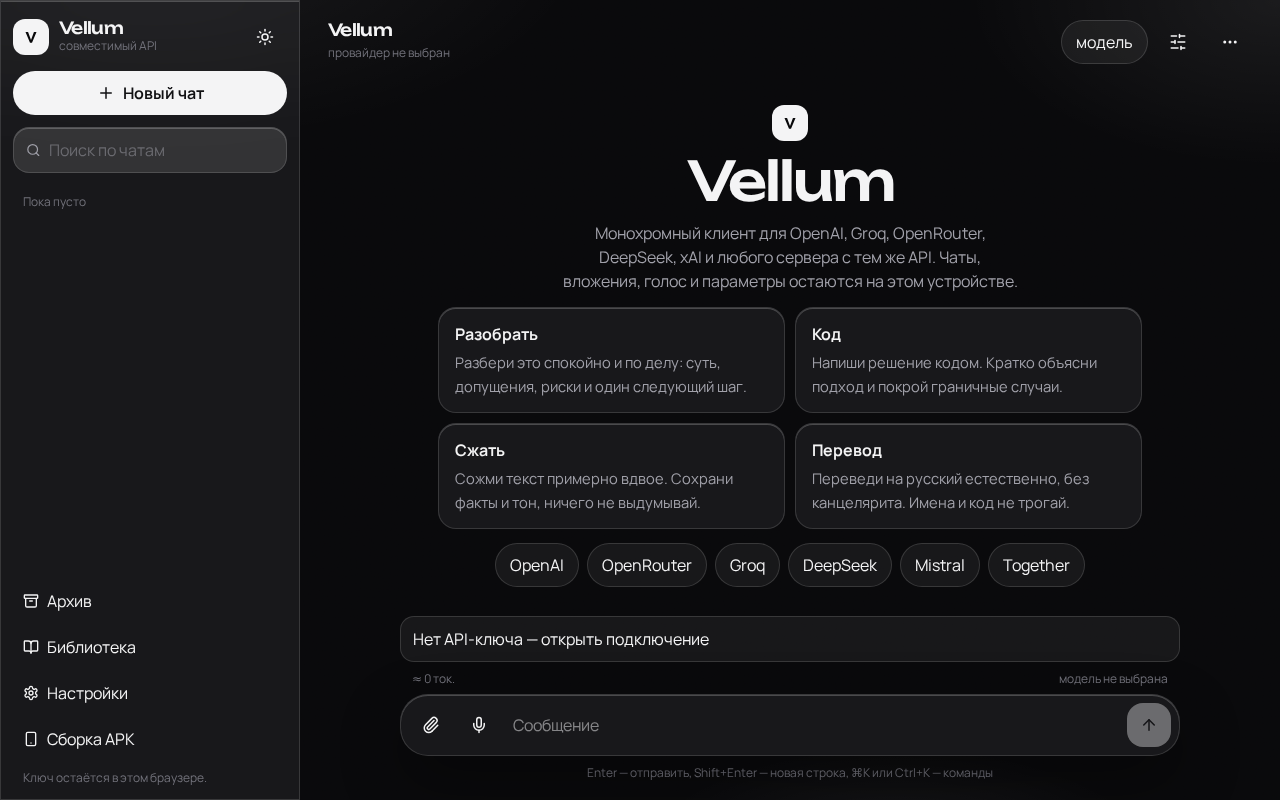 V
Vellum
совместимый API
Новый чат
Поиск по чатам
Пока пусто
Архив
Библиотека
Настройки
Сборка APK
Ключ остаётся в этом браузере.
Vellum
провайдер не выбран
модель
V
Vellum
Монохромный клиент для OpenAI, Groq, OpenRouter,
DeepSeek, xAI и любого сервера с тем же API. Чаты,
вложения, голос и параметры остаются на этом устройстве.
Разобрать
Разбери это спокойно и по делу: суть,
допущения, риски и один следующий шаг.
Код
Напиши решение кодом. Кратко объясни
подход и покрой граничные случаи.
Сжать
Сожми текст примерно вдвое. Сохрани
факты и тон, ничего не выдумывай.
Перевод
Переведи на русский естественно, без
канцелярита. Имена и код не трогай.
OpenAI
OpenRouter
Groq
DeepSeek
Mistral
Together
Нет API-ключа — открыть подключение
≈ 0 ток.
модель не выбрана
Сообщение
Enter — отправить, Shift+Enter — новая строка, ⌘K или Ctrl+K — команды